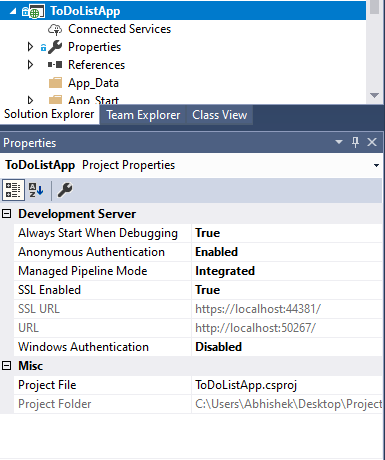 ToDoListApp
Connected Services
Properties
References
App_Data
App_Start
Solution Explorer Team Explorer Class View
Properties
ToDoListApp Project Properties
Development Server
Always Start When Debugging True
Anonymous Authentication Enabled
Managed Pipeline Mode Integrated
SSL Enabled True
SSL URL https://localhost:44381/
URL http://localhost:50267/
Windows Authentication Disabled
Misc
Project File ToDoListApp.csproj
Project Folder C:\Users\Abhishek\Desktop\Project